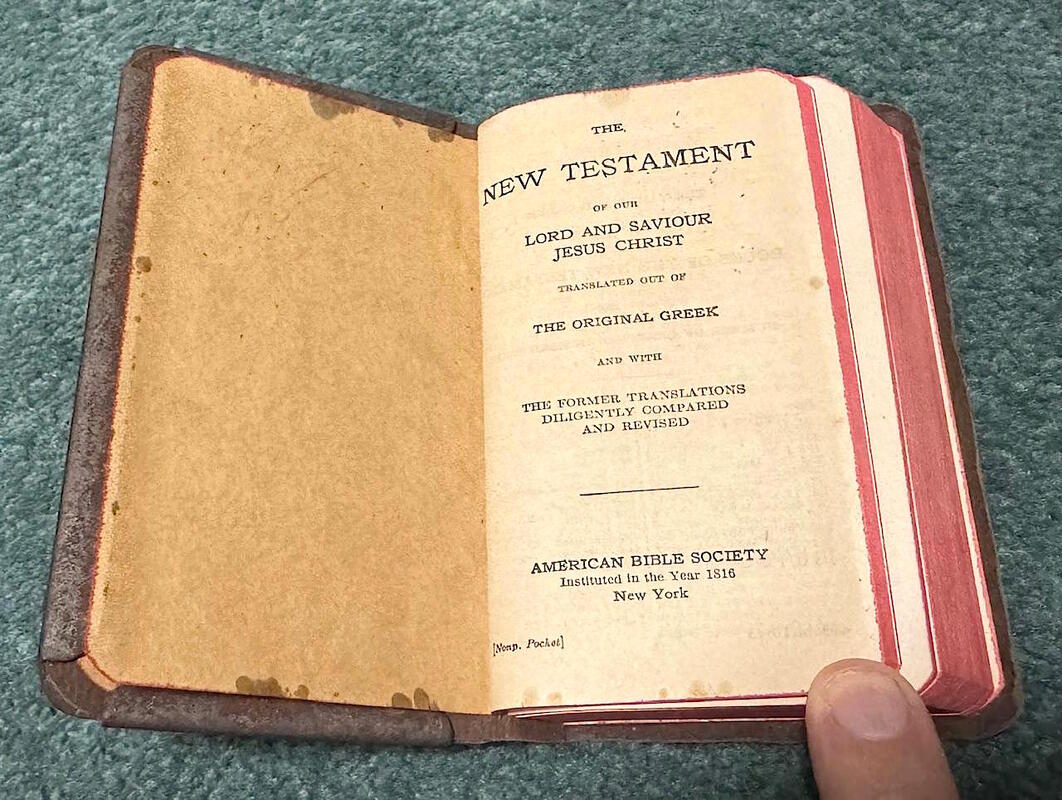 THE
NEW TESTAMENT
OF OUR
LORD AND SAVIOUR
JESUS CHRIST
TRANSLATED OUT OF
THE ORIGINAL GREEK
AND WITH
THE FORMER TRANSLATIONS
DILIGENTLY COMPARED
AND REVISED
AMERICAN BIBLE SOCIETY
Instituted in the Year 1816
New York
[Nonp. Pocket]